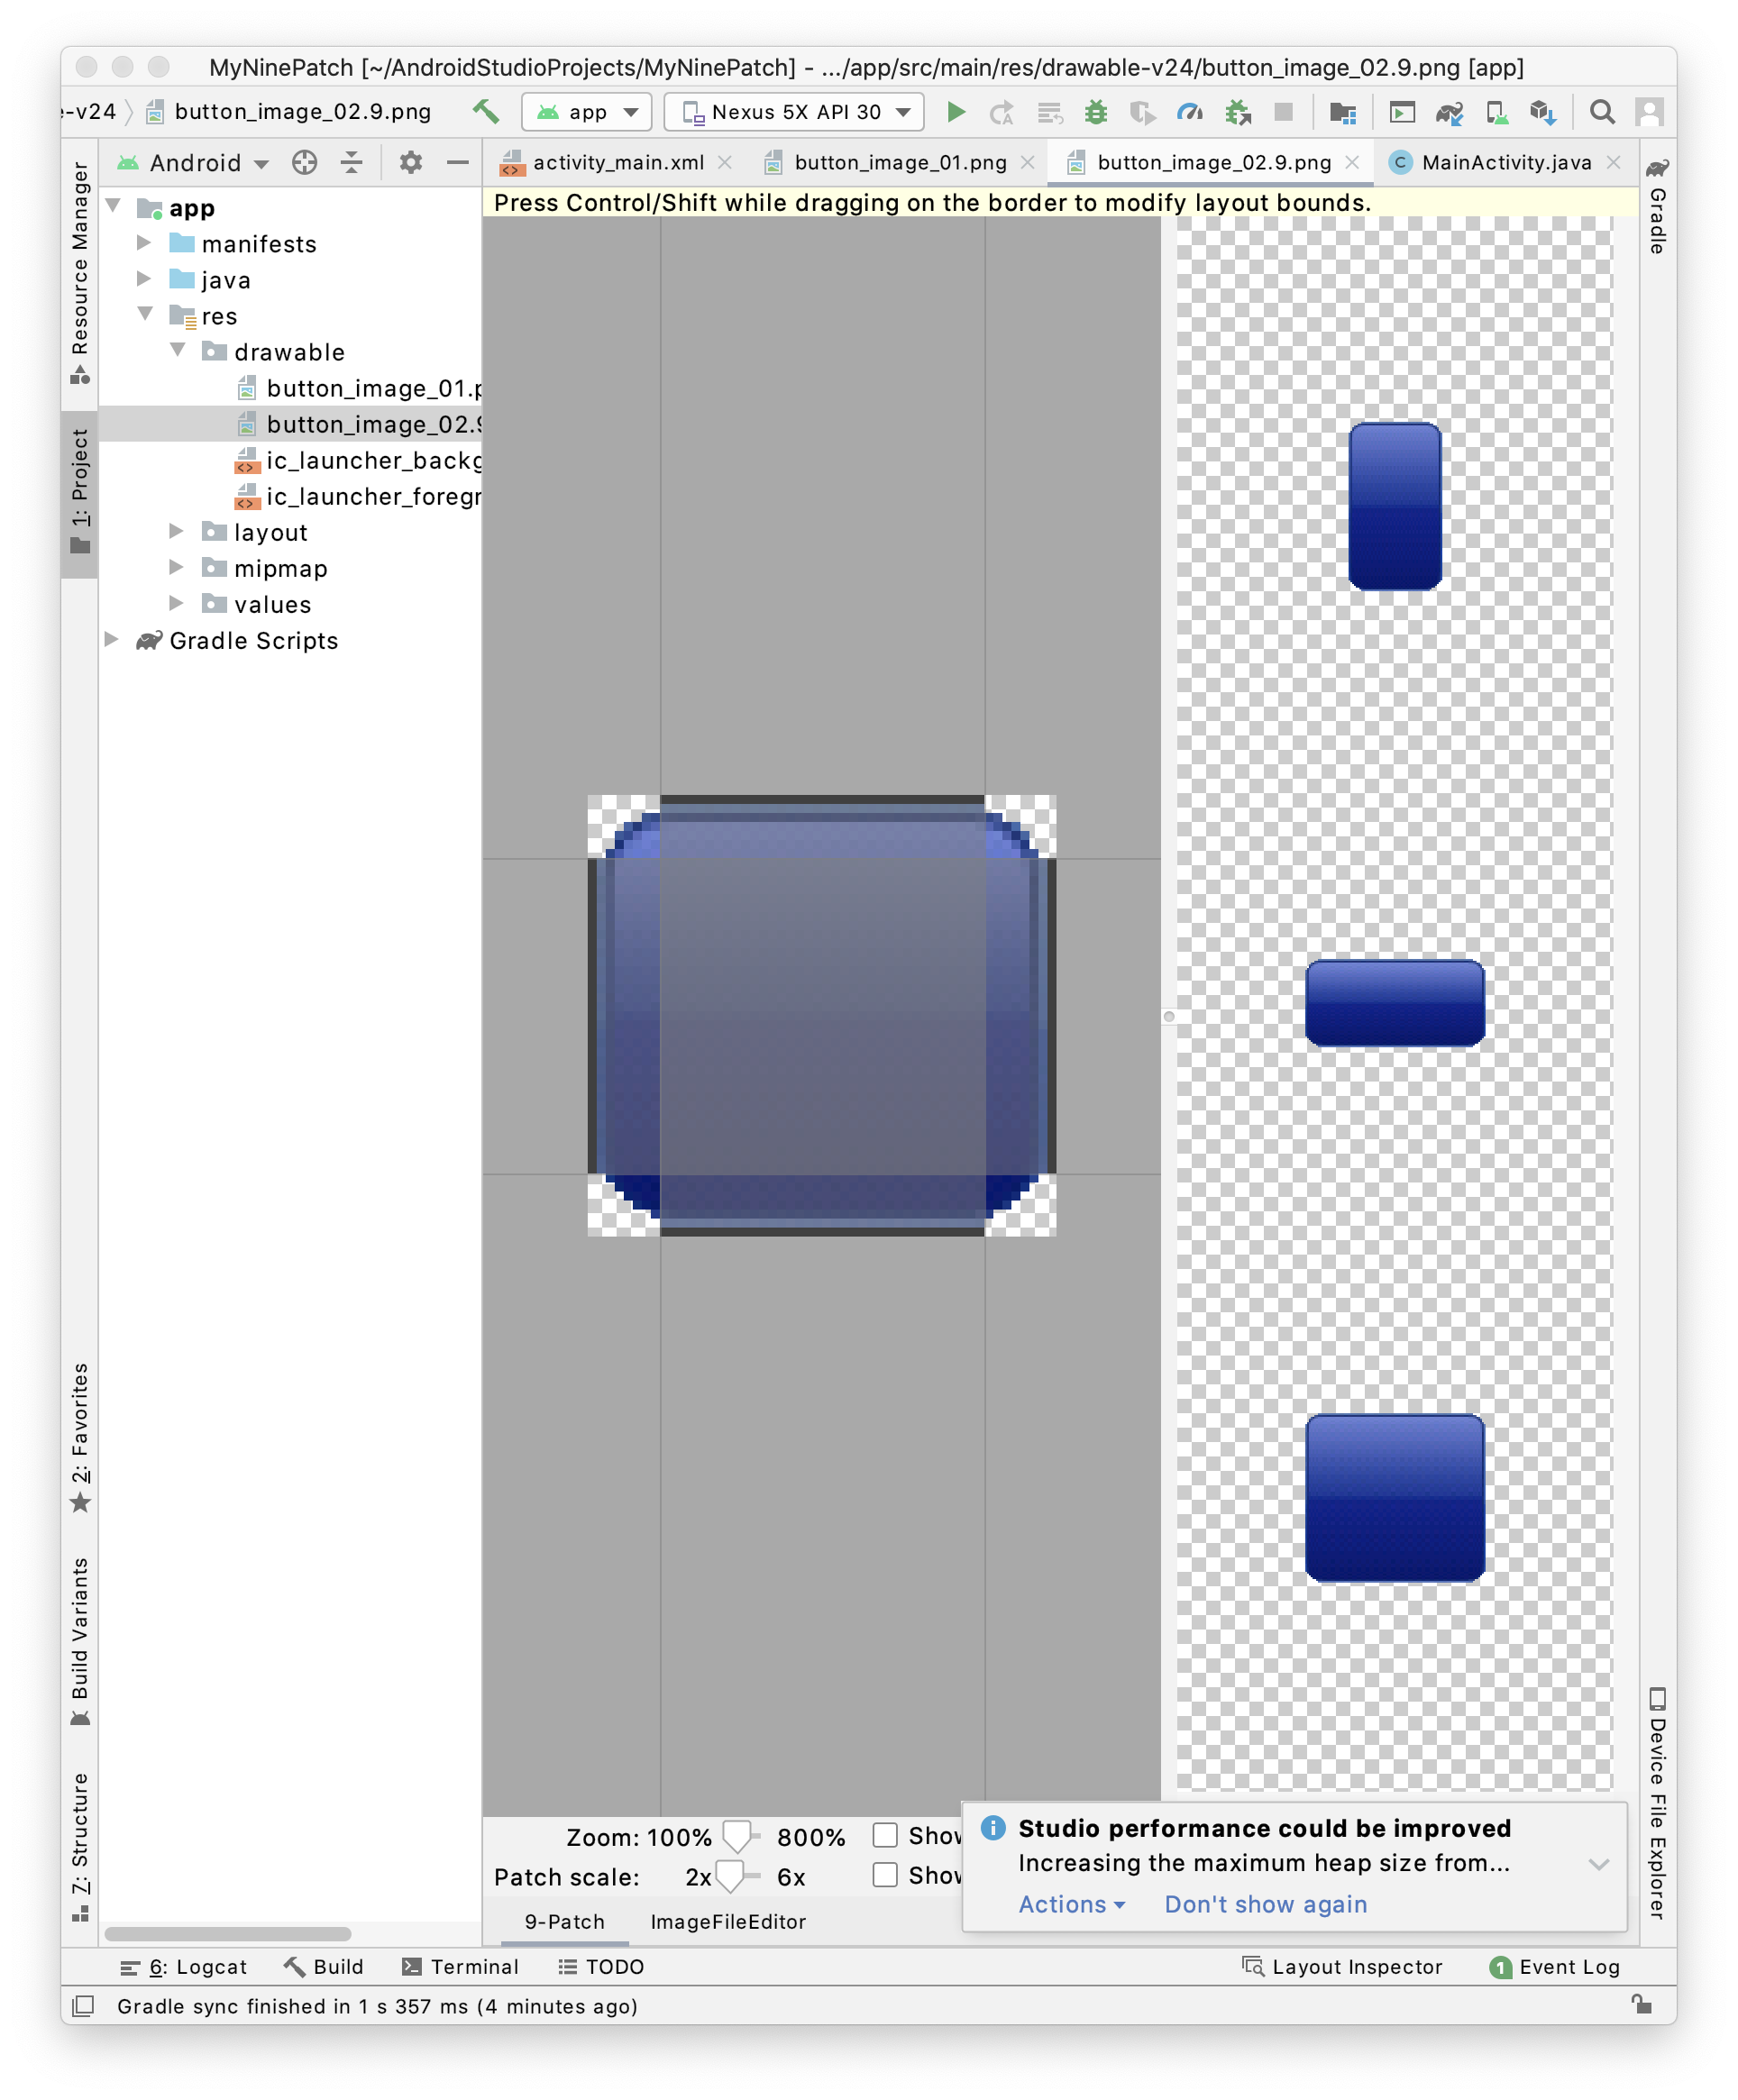 MyNinePatch [~/AndroidStudioProjects/MyNinePatch] - .../app/src/main/res/drawable-v24/button_image_02.9.png [app]
-v24 button_image_02.9.png app Nexus 5X API 30
Android
activity_main.xml button_image_01.png button_image_02.9.png MainActivity.java
Press Control/Shift while dragging on the border to modify layout bounds.
Resource Manager
1: Project
2: Favorites
Build Variants
7: Structure
app
manifests
java
res
drawable
button_image_01.p
button_image_02.9
ic_launcher_backg
ic_launcher_foregr
layout
mipmap
values
Gradle Scripts
Gradle
Device File Explorer
Zoom: 100% 800% Show
Patch scale: 2x 6x Show
9-Patch ImageFileEditor
Studio performance could be improved
Increasing the maximum heap size from...
Actions Don't show again
6: Logcat Build Terminal TODO Layout Inspector 1 Event Log
Gradle sync finished in 1 s 357 ms (4 minutes ago)